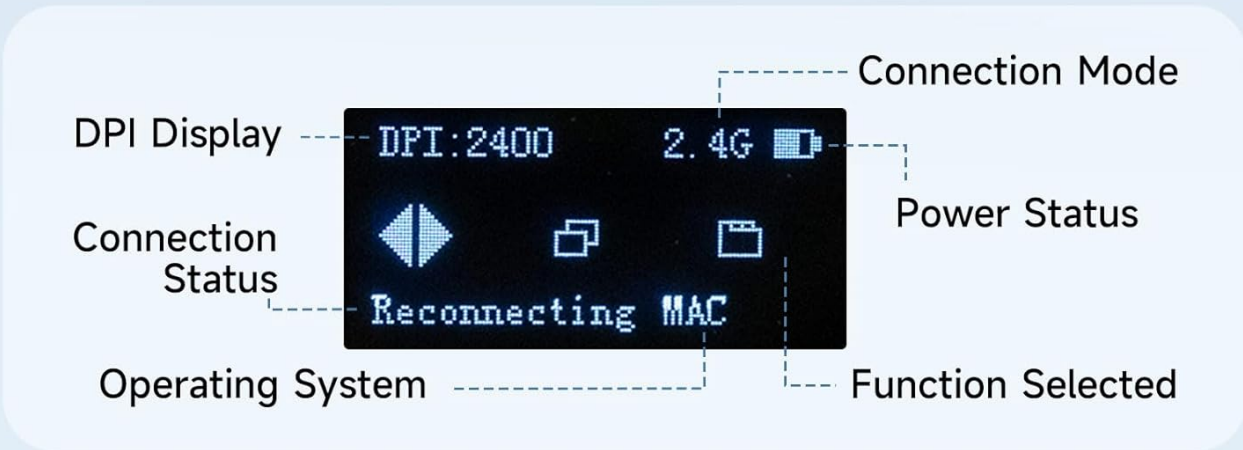 Connection Mode
DPI Display
DPI:2400 2.4G
Power Status
Connection
Status
Reconnecting MAC
Operating System
Function Selected